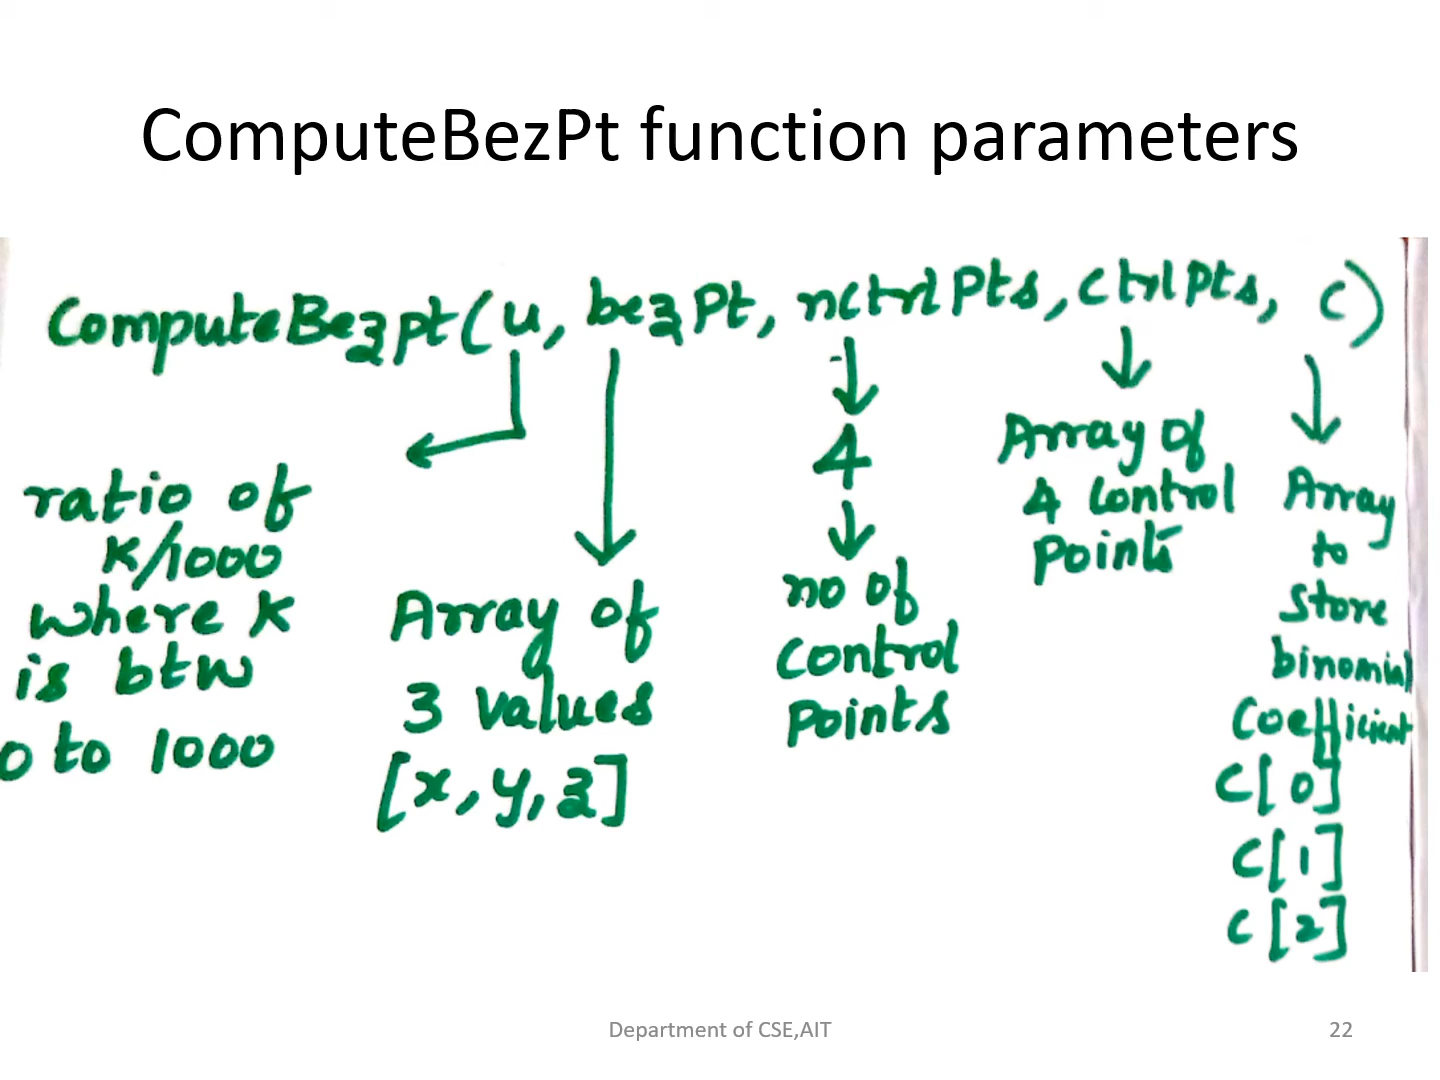 ComputeBezPt function parameters
ComputeBezpt(u, bezPt, nctrlPts, ctrlPts, C)
ratio of
K/1000
where K
is btw
0 to 1000
Array of
3 values
[x, y, z]
4
no of
control
points
Array of
4 control
points
Array
to
store
binomial
coefficient
C[0]
C[1]
C[2]
Department of CSE,AIT
22